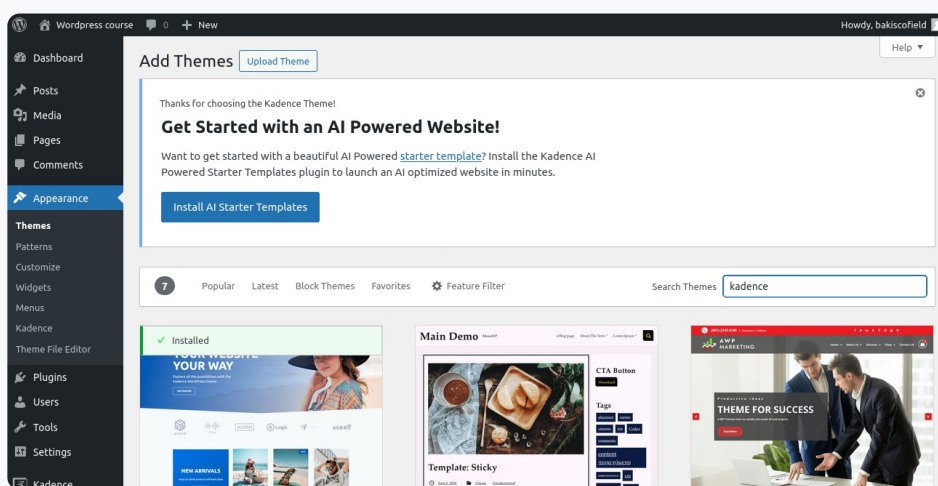 Wordpress course 0 + New
Howdy, bakiscofield
Dashboard
Posts
Media
Pages
Comments
Appearance
Themes
Patterns
Customize
Widgets
Menus
Kadence
Theme File Editor
Plugins
Users
Tools
Settings
Kadence
Add Themes Upload Theme
Help
Thanks for choosing the Kadence Theme!
Get Started with an AI Powered Website!
Want to get started with a beautiful AI Powered starter template? Install the Kadence AI
Powered Starter Templates plugin to launch an AI optimized website in minutes.
Install AI Starter Templates
7 Popular Latest Block Themes Favorites Feature Filter Search Themes kadence
Installed
YOUR WEBSITE
YOUR WAY
NEW ARRIVALS
Main Demo
CTA Button
Download
Tags
Template: Sticky
AWP
MARKETING
Productive Ideas
THEME FOR SUCCESS
Read More